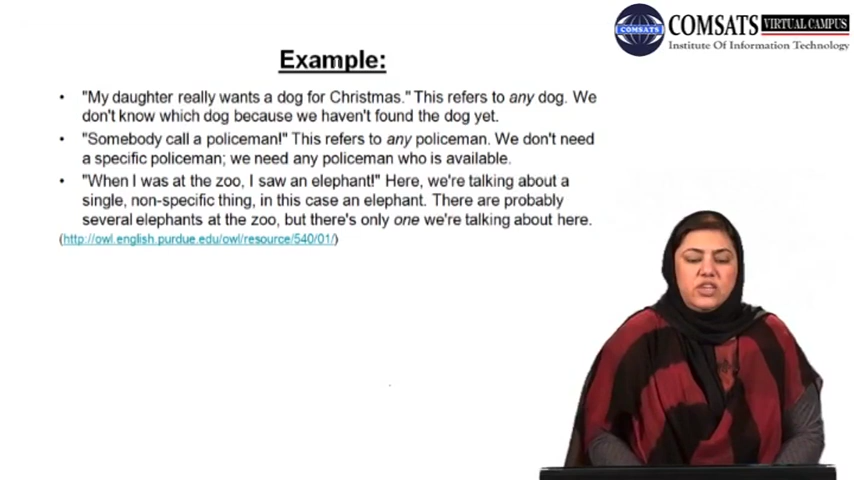 COMSATS VIRTUAL CAMPUS
Institute Of Information Technology
COMSATS
Example:
• "My daughter really wants a dog for Christmas." This refers to any dog. We
don't know which dog because we haven't found the dog yet.
• "Somebody call a policeman!" This refers to any policeman. We don't need
a specific policeman; we need any policeman who is available.
• "When I was at the zoo, I saw an elephant!" Here, we're talking about a
single, non-specific thing, in this case an elephant. There are probably
several elephants at the zoo, but there's only one we're talking about here.
(http://owl.english.purdue.edu/owl/resource/540/01/)